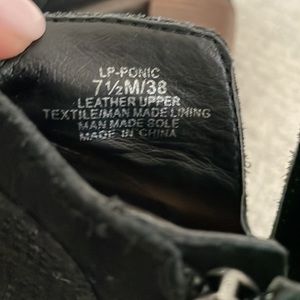 LP-PONIC
7½M/38
LEATHER UPPER
TEXTILE/MAN MADE LINING
MAN MADE SOLE
MADE IN CHINA